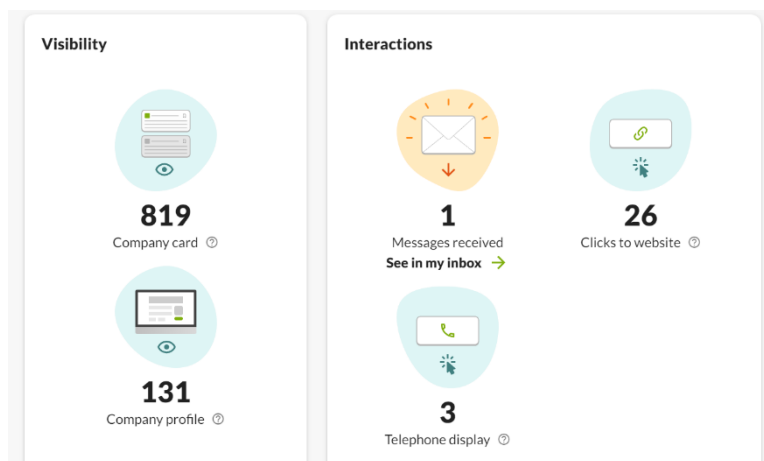 Visibility
819
Company card
131
Company profile
Interactions
1
Messages received
See in my inbox
26
Clicks to website
3
Telephone display